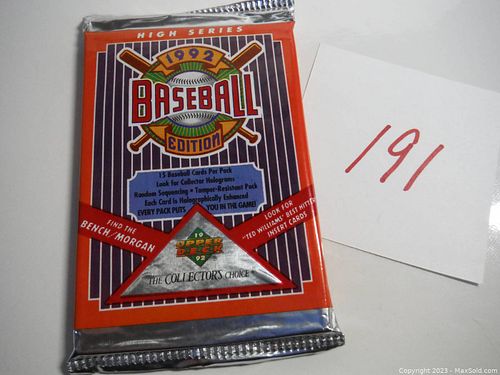 HIGH SERIES
1992
BASEBALL
EDITION
15 Baseball Cards Per Pack
Look for Collector Holograms
Random Sequencing • Tamper-Resistant Pack
Each Card is Holographically Enhanced
EVERY PACK PUTS YOU IN THE GAME!
FIND THE
BENCH/MORGAN
LOOK FOR
"TED WILLIAMS' BEST HITTERS"
INSERT CARDS
19
UPPER
DECK
92
"THE COLLECTOR'S CHOICE"
191
Copyright 2023 - MaxSold.com